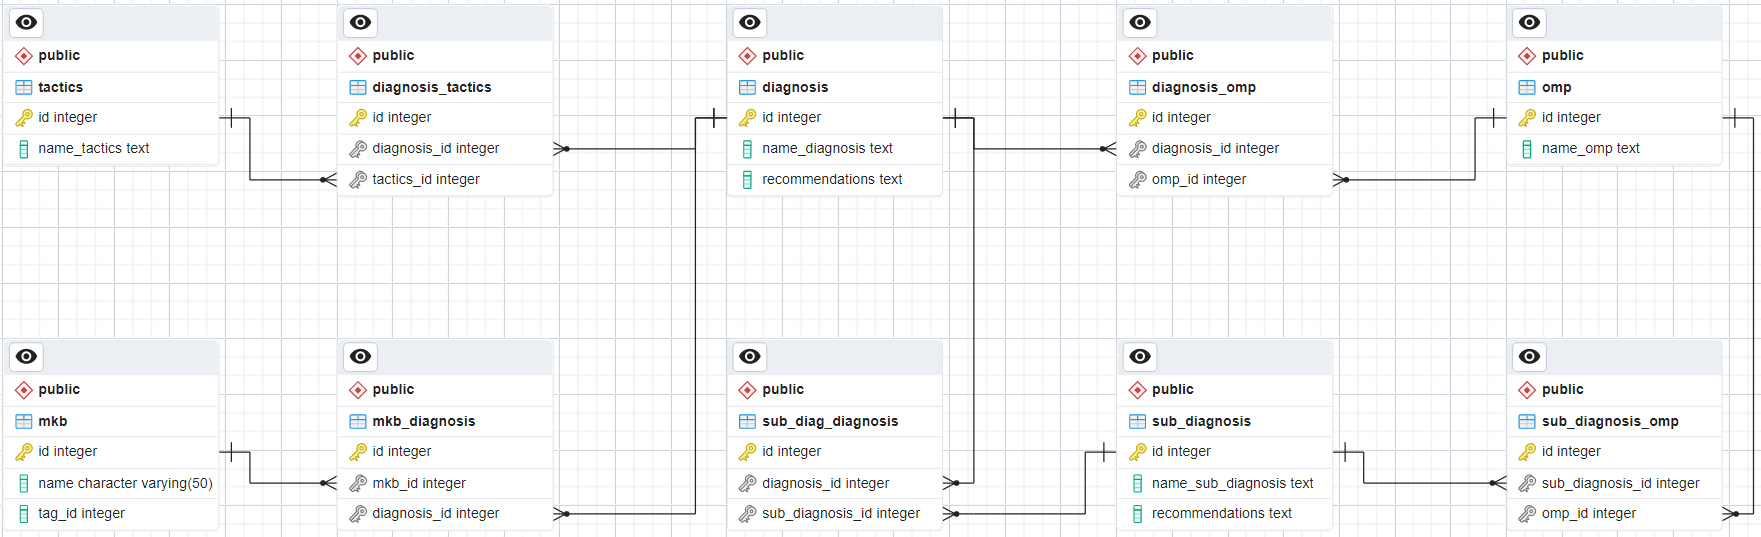 public
tactics
id integer
name_tactics text
public
diagnosis_tactics
id integer
diagnosis_id integer
tactics_id integer
public
diagnosis
id integer
name_diagnosis text
recommendations text
public
diagnosis_omp
id integer
diagnosis_id integer
omp_id integer
public
omp
id integer
name_omp text
public
mkb
id integer
name character varying(50)
tag_id integer
public
mkb_diagnosis
id integer
mkb_id integer
diagnosis_id integer
public
sub_diag_diagnosis
id integer
diagnosis_id integer
sub_diagnosis_id integer
public
sub_diagnosis
id integer
name_sub_diagnosis text
recommendations text
public
sub_diagnosis_omp
id integer
sub_diagnosis_id integer
omp_id integer